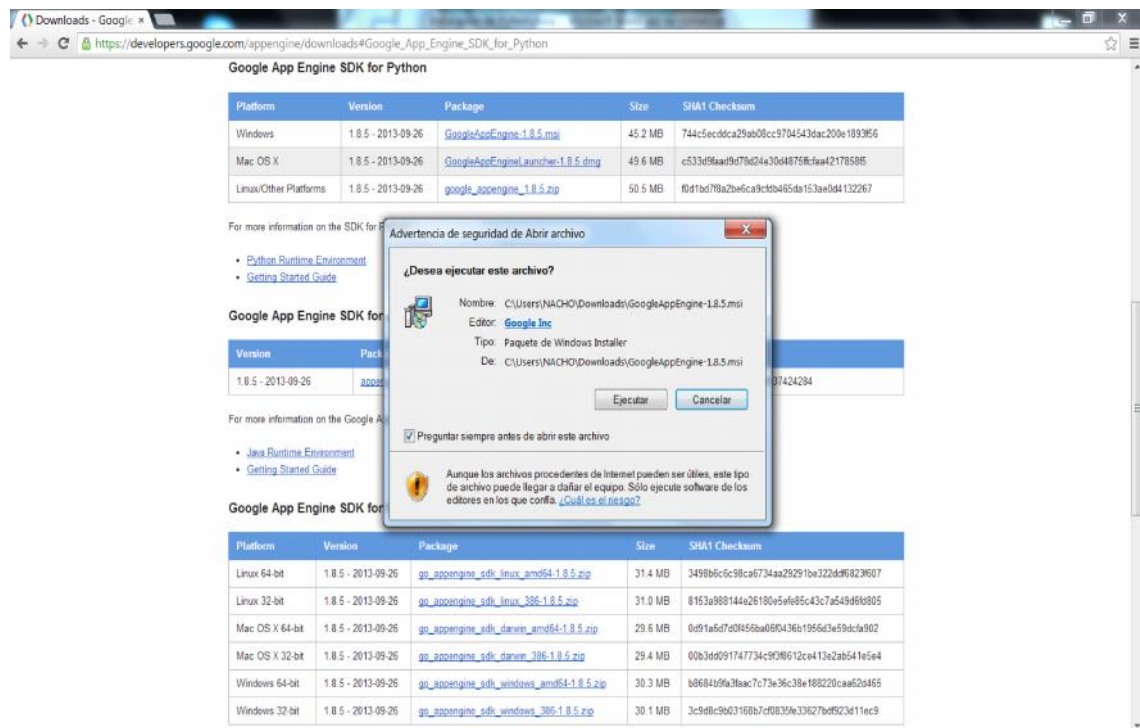 Downloads - Google
https://developers.google.com/appengine/downloads#Google_App_Engine_SDK_for_Python
Google App Engine SDK for Python
Platform Version Package Size SHA1 Checksum
Windows 1.8.5 - 2013-09-26 GoogleAppEngine-1.8.5.msi 45.2 MB 744c5ecddca29ab08cc9704543dac200e1893f56
Mac OS X 1.8.5 - 2013-09-26 GoogleAppEngineLauncher-1.8.5.dmg 49.6 MB
Linux/Other Platforms 1.8.5 - 2013-09-26 google_appengine_1.8.5.zip 50.5 MB f0d1bd7f8a2be6ca9cfdb465da153ae0d4132267
For more information on the SDK for
Python Runtime Environment
Getting Started Guide
Google App Engine SDK for
Version
1.8.5 - 2013-09-26 37424284
For more information on the Google
Java Runtime Environment
Getting Started Guide
Google App Engine SDK for
Advertencia de seguridad de Abrir archivo
¿Desea ejecutar este archivo?
Nombre: C:\Users\NACHO\Downloads\GoogleAppEngine-1.8.5.msi
Editor: Google Inc
Tipo: Paquete de Windows Installer
De: C:\Users\NACHO\Downloads\GoogleAppEngine-1.8.5.msi
Ejecutar Cancelar
Preguntar siempre antes de abrir este archivo
Aunque los archivos procedentes de Internet pueden ser útiles, este tipo
de archivo puede llegar a dañar el equipo. Sólo ejecute software de los
editores en los que confía. ¿Cuál es el riesgo?
Platform Version Package Size SHA1 Checksum
Linux 64-bit 1.8.5 - 2013-09-26 go_appengine_sdk_linux_amd64-1.8.5.zip 31.4 MB 3498b6c6c98ca6734aa29291be322ddf6823f607
Linux 32-bit 1.8.5 - 2013-09-26 go_appengine_sdk_linux_386-1.8.5.zip 31.0 MB
Mac OS X 64-bit 1.8.5 - 2013-09-26 go_appengine_sdk_darwin_amd64-1.8.5.zip 29.6 MB 0d91a6d7d0f456ba06f0436b1956d3e59dcfa902
Mac OS X 32-bit 1.8.5 - 2013-09-26 go_appengine_sdk_darwin_386-1.8.5.zip 29.4 MB 00b3dd091747734c9f3f8612ce413e2ab541e5e4
Windows 64-bit 1.8.5 - 2013-09-26 go_appengine_sdk_windows_amd64-1.8.5.zip 30.3 MB b8684b9fa3faac7c73e36c38e188220caa62d465
Windows 32-bit 1.8.5 - 2013-09-26 go_appengine_sdk_windows_386-1.8.5.zip 30.1 MB 3c9d8c9b03168b7cf0835fe33627bdf923d11ec9